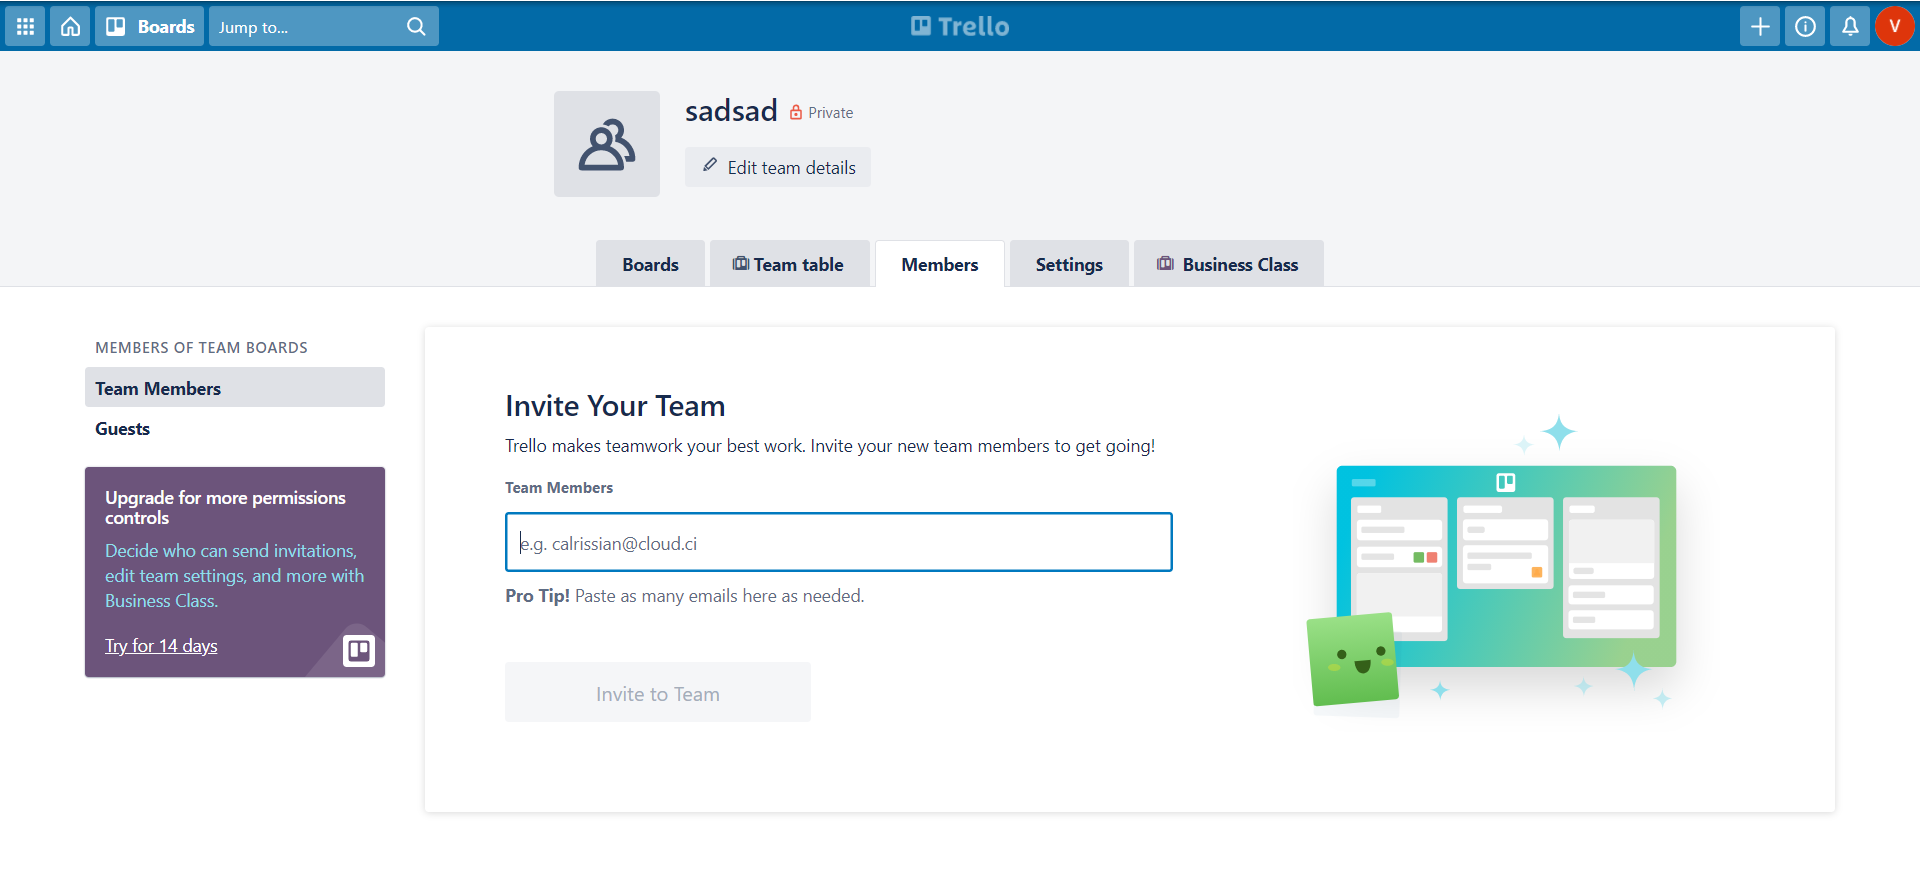 Boards
Jump to...
Trello
V
sadsad
Private
Edit team details
Boards
Team table
Members
Settings
Business Class
MEMBERS OF TEAM BOARDS
Team Members
Guests
Upgrade for more permissions
controls
Decide who can send invitations,
edit team settings, and more with
Business Class.
Try for 14 days
Invite Your Team
Trello makes teamwork your best work. Invite your new team members to get going!
Team Members
e.g. calrissian@cloud.ci
Pro Tip! Paste as many emails here as needed.
Invite to Team